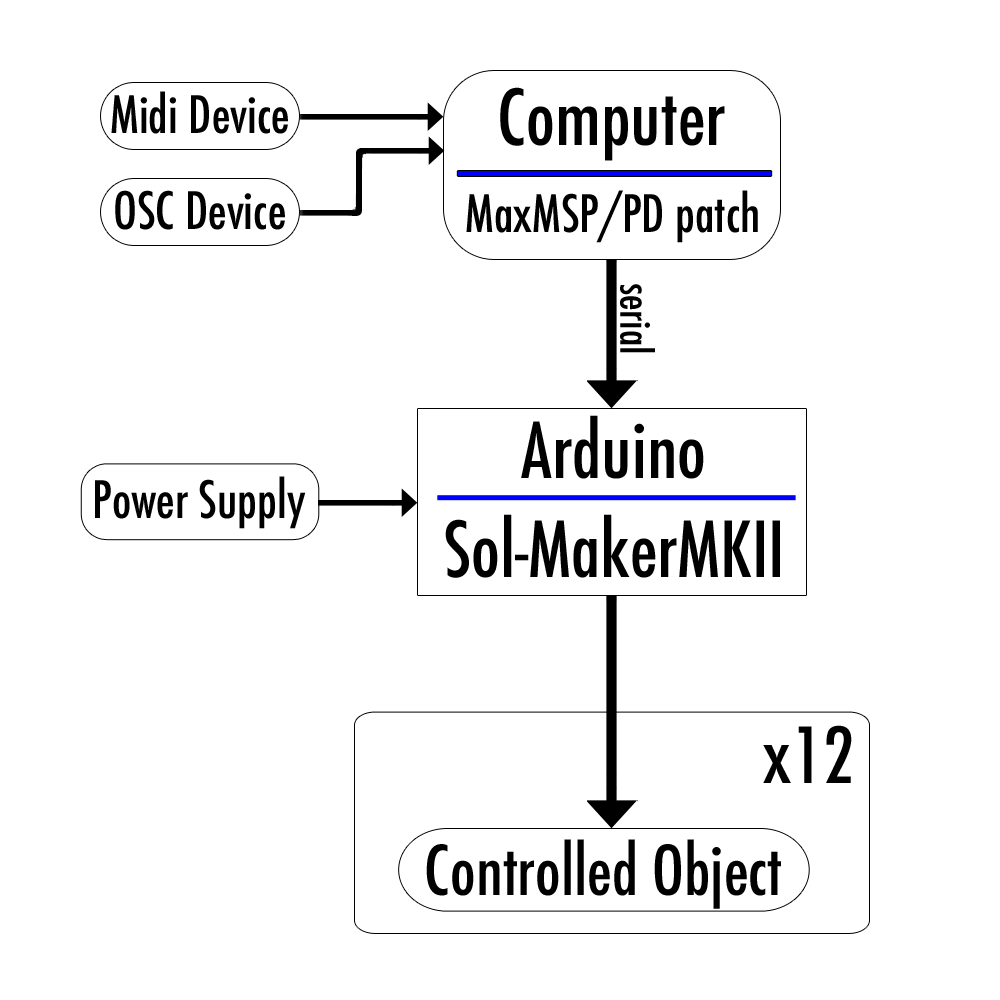 Midi Device
OSC Device
Computer
MaxMSP/PD patch
serial
Power Supply
Arduino
Sol-MakerMKII
x12
Controlled Object